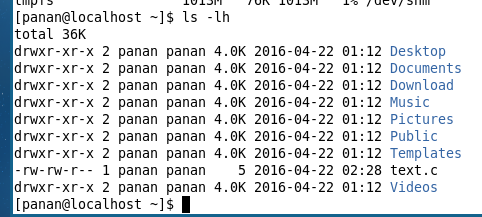 tmpfs 1013M 76K 1013M 1% /dev/shm
[panan@localhost ~]$ ls -lh
total 36K
drwxr-xr-x 2 panan panan 4.0K 2016-04-22 01:12 Desktop
drwxr-xr-x 2 panan panan 4.0K 2016-04-22 01:12 Documents
drwxr-xr-x 2 panan panan 4.0K 2016-04-22 01:12 Download
drwxr-xr-x 2 panan panan 4.0K 2016-04-22 01:12 Music
drwxr-xr-x 2 panan panan 4.0K 2016-04-22 01:12 Pictures
drwxr-xr-x 2 panan panan 4.0K 2016-04-22 01:12 Public
drwxr-xr-x 2 panan panan 4.0K 2016-04-22 01:12 Templates
-rw-rw-r-- 1 panan panan 5 2016-04-22 02:28 text.c
drwxr-xr-x 2 panan panan 4.0K 2016-04-22 01:12 Videos
[panan@localhost ~]$